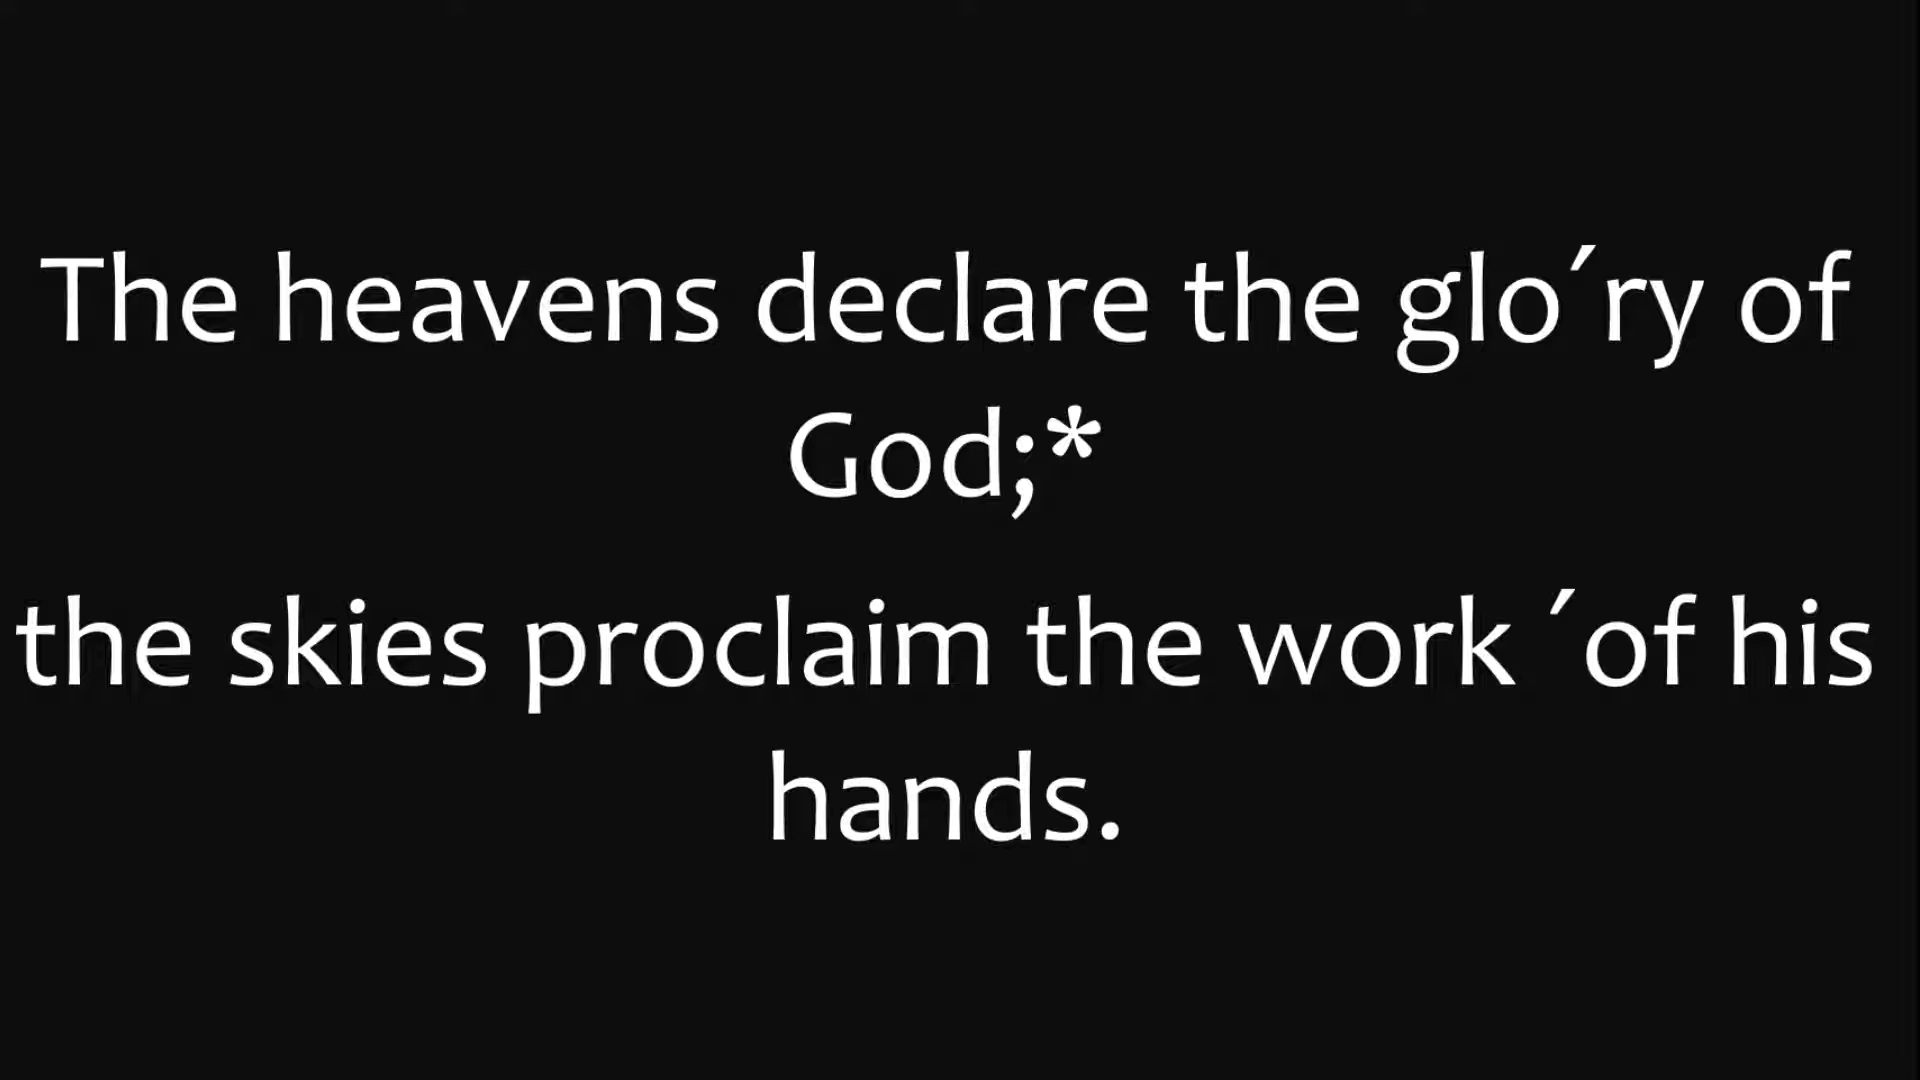 The heavens declare the glo´ry of
God;*
the skies proclaim the work ´of his
hands.